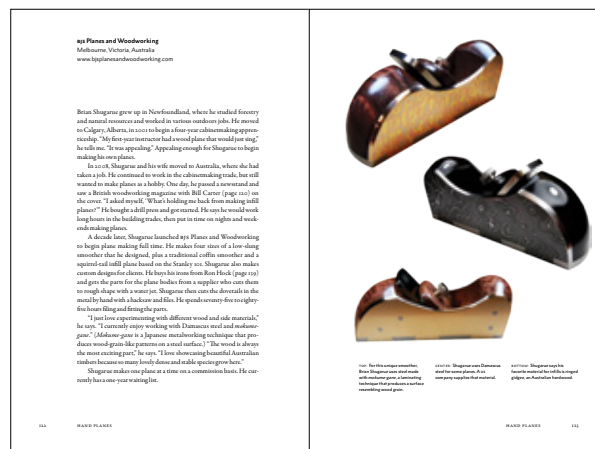 BJS Planes and Woodworking
Melbourne, Victoria, Australia
www.bjsplanesandwoodworking.com
Brian Shugarue grew up in Newfoundland, where he studied forestry
and natural resources and worked in various outdoors jobs. He moved
to Calgary, Alberta, in 2001 to begin a four-year cabinetmaking appren-
ticeship. “My first-year instructor had a wood plane that would just sing,”
he tells me. “It was appealing.” Appealing enough for Shugarue to begin
making his own planes.
In 2008, Shugarue and his wife moved to Australia, where she had
taken a job. He continued to work in the cabinetmaking trade, but still
wanted to make planes as a hobby. One day, he passed a newsstand and
saw a British woodworking magazine with Bill Carter (page 120) on
the cover. “I asked myself, ‘What’s holding me back from making infill
planes?’” He bought a drill press and got started. He says he would work
long hours in the building trades, then put in time on nights and week-
ends making planes.
A decade later, Shugarue launched BJS Planes and Woodworking
to begin plane making full time. He makes four sizes of a low-slung
smoother that he designed, plus a traditional coffin smoother and a
squirrel-tail infill plane based on the Stanley 101. Shugarue also makes
custom designs for clients. He buys his irons from Ron Hock (page 239)
and gets the parts for the plane bodies from a supplier who cuts them
to rough shape with a water jet. Shugarue then cuts the dovetails in the
metal by hand with a hacksaw and files. He spends seventy-five to eighty-
five hours filing and fitting the parts.
“I just love experimenting with different wood and side materials,”
he says. “I currently enjoy working with Damascus steel and mokume-
gane.” (Mokume-gane is a Japanese metalworking technique that pro-
duces wood-grain-like patterns on a steel surface.) “The wood is always
the most exciting part,” he says. “I love showcasing beautiful Australian
timbers because so many lovely dense and stable species grow here.”
Shugarue makes one plane at a time on a commission basis. He cur-
rently has a one-year waiting list.
122 HAND PLANES
TOP: For this unique smoother,
Brian Shugarue uses steel made
with mokume-gane, a laminating
technique that produces a surface
resembling wood grain.
CENTER: Shugarue uses Damascus
steel for some planes. A US
company supplies that material.
BOTTOM: Shugarue says his
favorite material for infills is ringed
gidgee, an Australian hardwood.
HAND PLANES 123